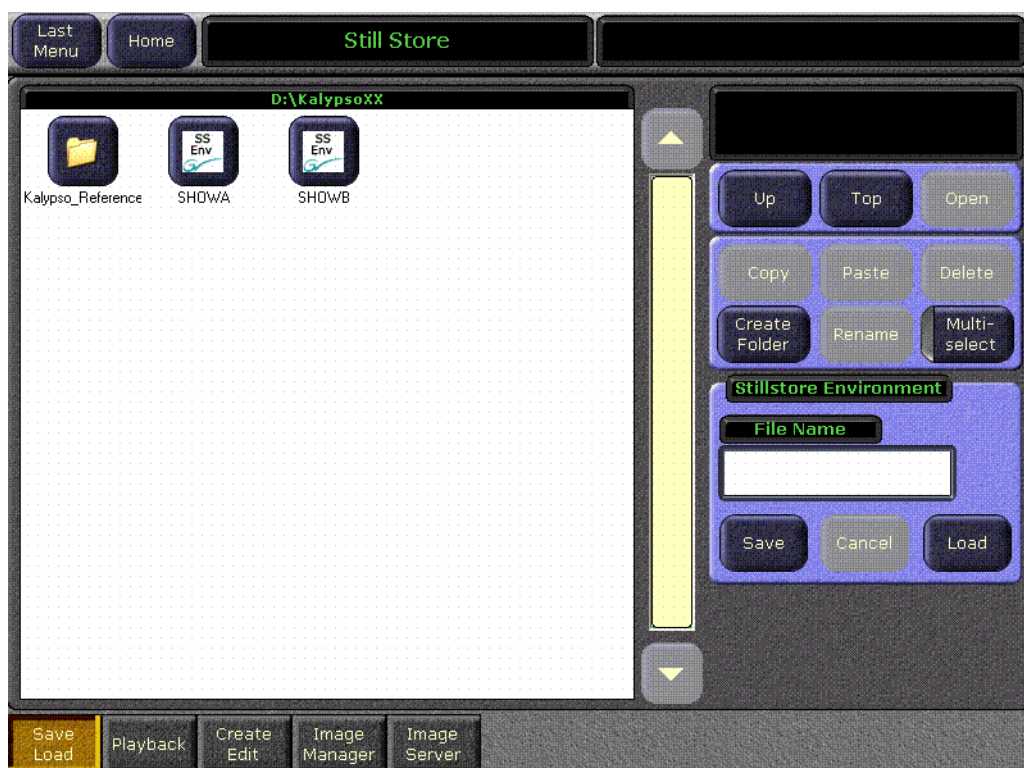 Last
Menu
Home
Still Store
D:\KalypsoXX
SS
Env
SS
Env
Kalypso_Reference
SHOWA
SHOWB
Up
Top
Open
Copy
Paste
Delete
Create
Folder
Rename
Multi-
select
Stillstore Environment
File Name
Save
Cancel
Load
Save
Load
Playback
Create
Edit
Image
Manager
Image
Server